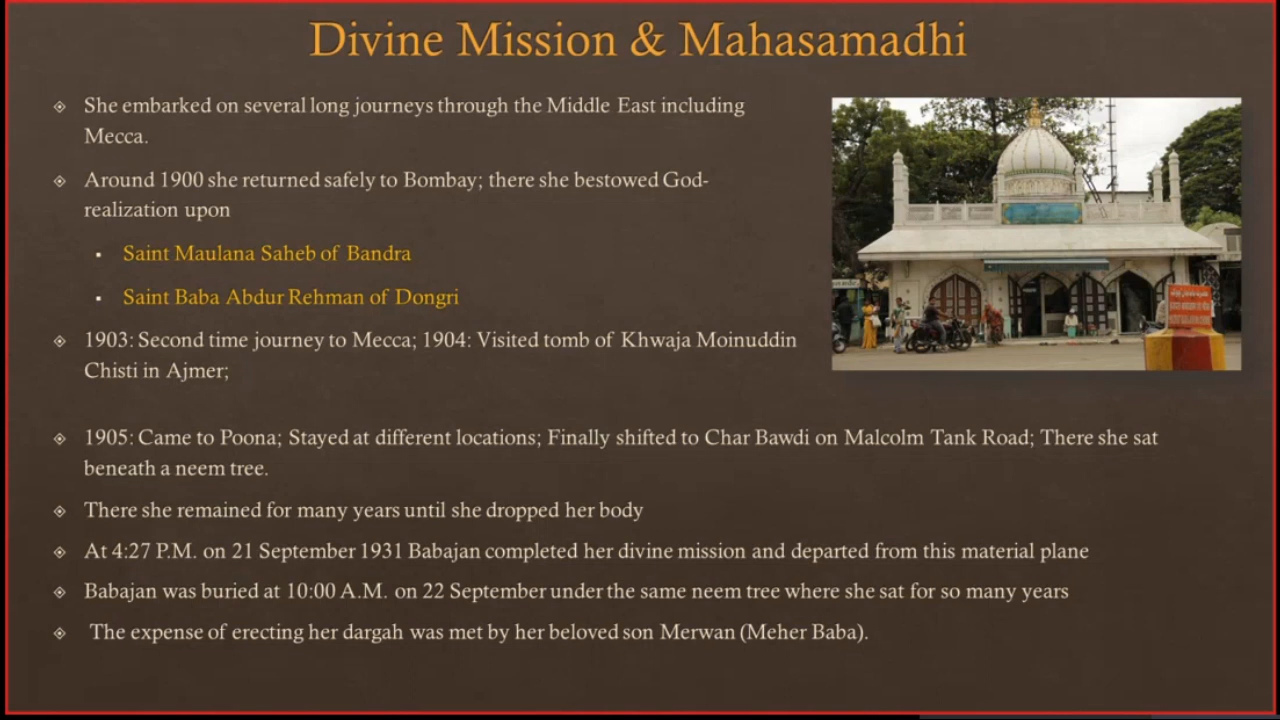 Divine Mission & Mahasamadhi
She embarked on several long journeys through the Middle East including
Mecca.
Around 1900 she returned safely to Bombay; there she bestowed God-
realization upon
Saint Maulana Saheb of Bandra
Saint Baba Abdur Rehman of Dongri
1903: Second time journey to Mecca; 1904: Visited tomb of Khwaja Moinuddin
Chisti in Ajmer;
1905: Came to Poona; Stayed at different locations; Finally shifted to Char Bawdi on Malcolm Tank Road; There she sat
beneath a neem tree.
There she remained for many years until she dropped her body
At 4:27 P.M. on 21 September 1931 Babajan completed her divine mission and departed from this material plane
Babajan was buried at 10:00 A.M. on 22 September under the same neem tree where she sat for so many years
The expense of erecting her dargah was met by her beloved son Merwan (Meher Baba).